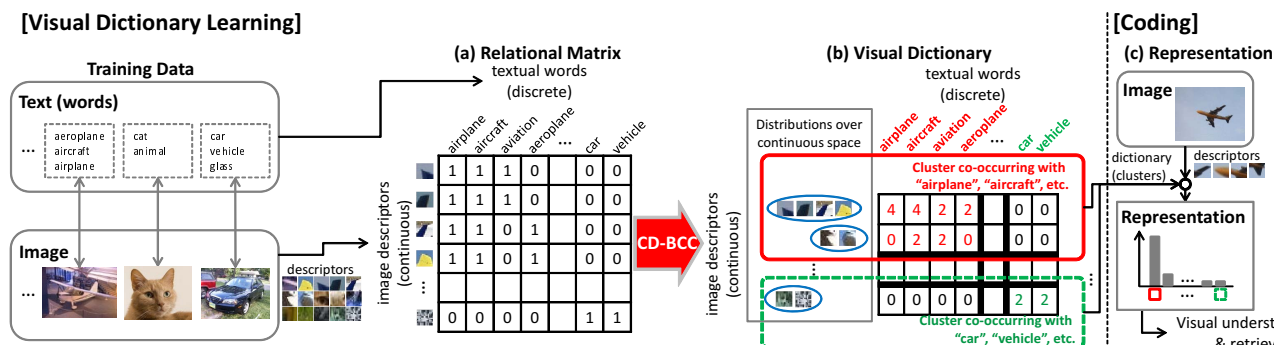 [Visual Dictionary Learning]
Training Data
Text (words)
...
aeroplane
aircraft
airplane
cat
animal
car
vehicle
glass
Image
...
descriptors
(a) Relational Matrix
textual words
(discrete)
airplane
aircraft
aviation
aeroplane
...
car
vehicle
image descriptors
(continuous)
1 1 1 0 0 0
1 1 1 0 0 0
1 1 0 1 0 0
1 1 0 1 0 0
...
0 0 0 0 1 1
CD-BCC
(b) Visual Dictionary
textual words
(discrete)
Distributions over
continuous space
airplane
aircraft
aviation
aeroplane
...
car
vehicle
Cluster co-occurring with
“airplane”, “aircraft”, etc.
image descriptors
(continuous)
4 4 2 2 0 0
0 2 2 0 0 0
...
...
0 0 0 0 2 2
Cluster co-occurring with
“car”, “vehicle”, etc.
[Coding]
(c) Representation
Image
dictionary
(clusters)
descriptors
Representation
...
...
Visual underst
& retrie